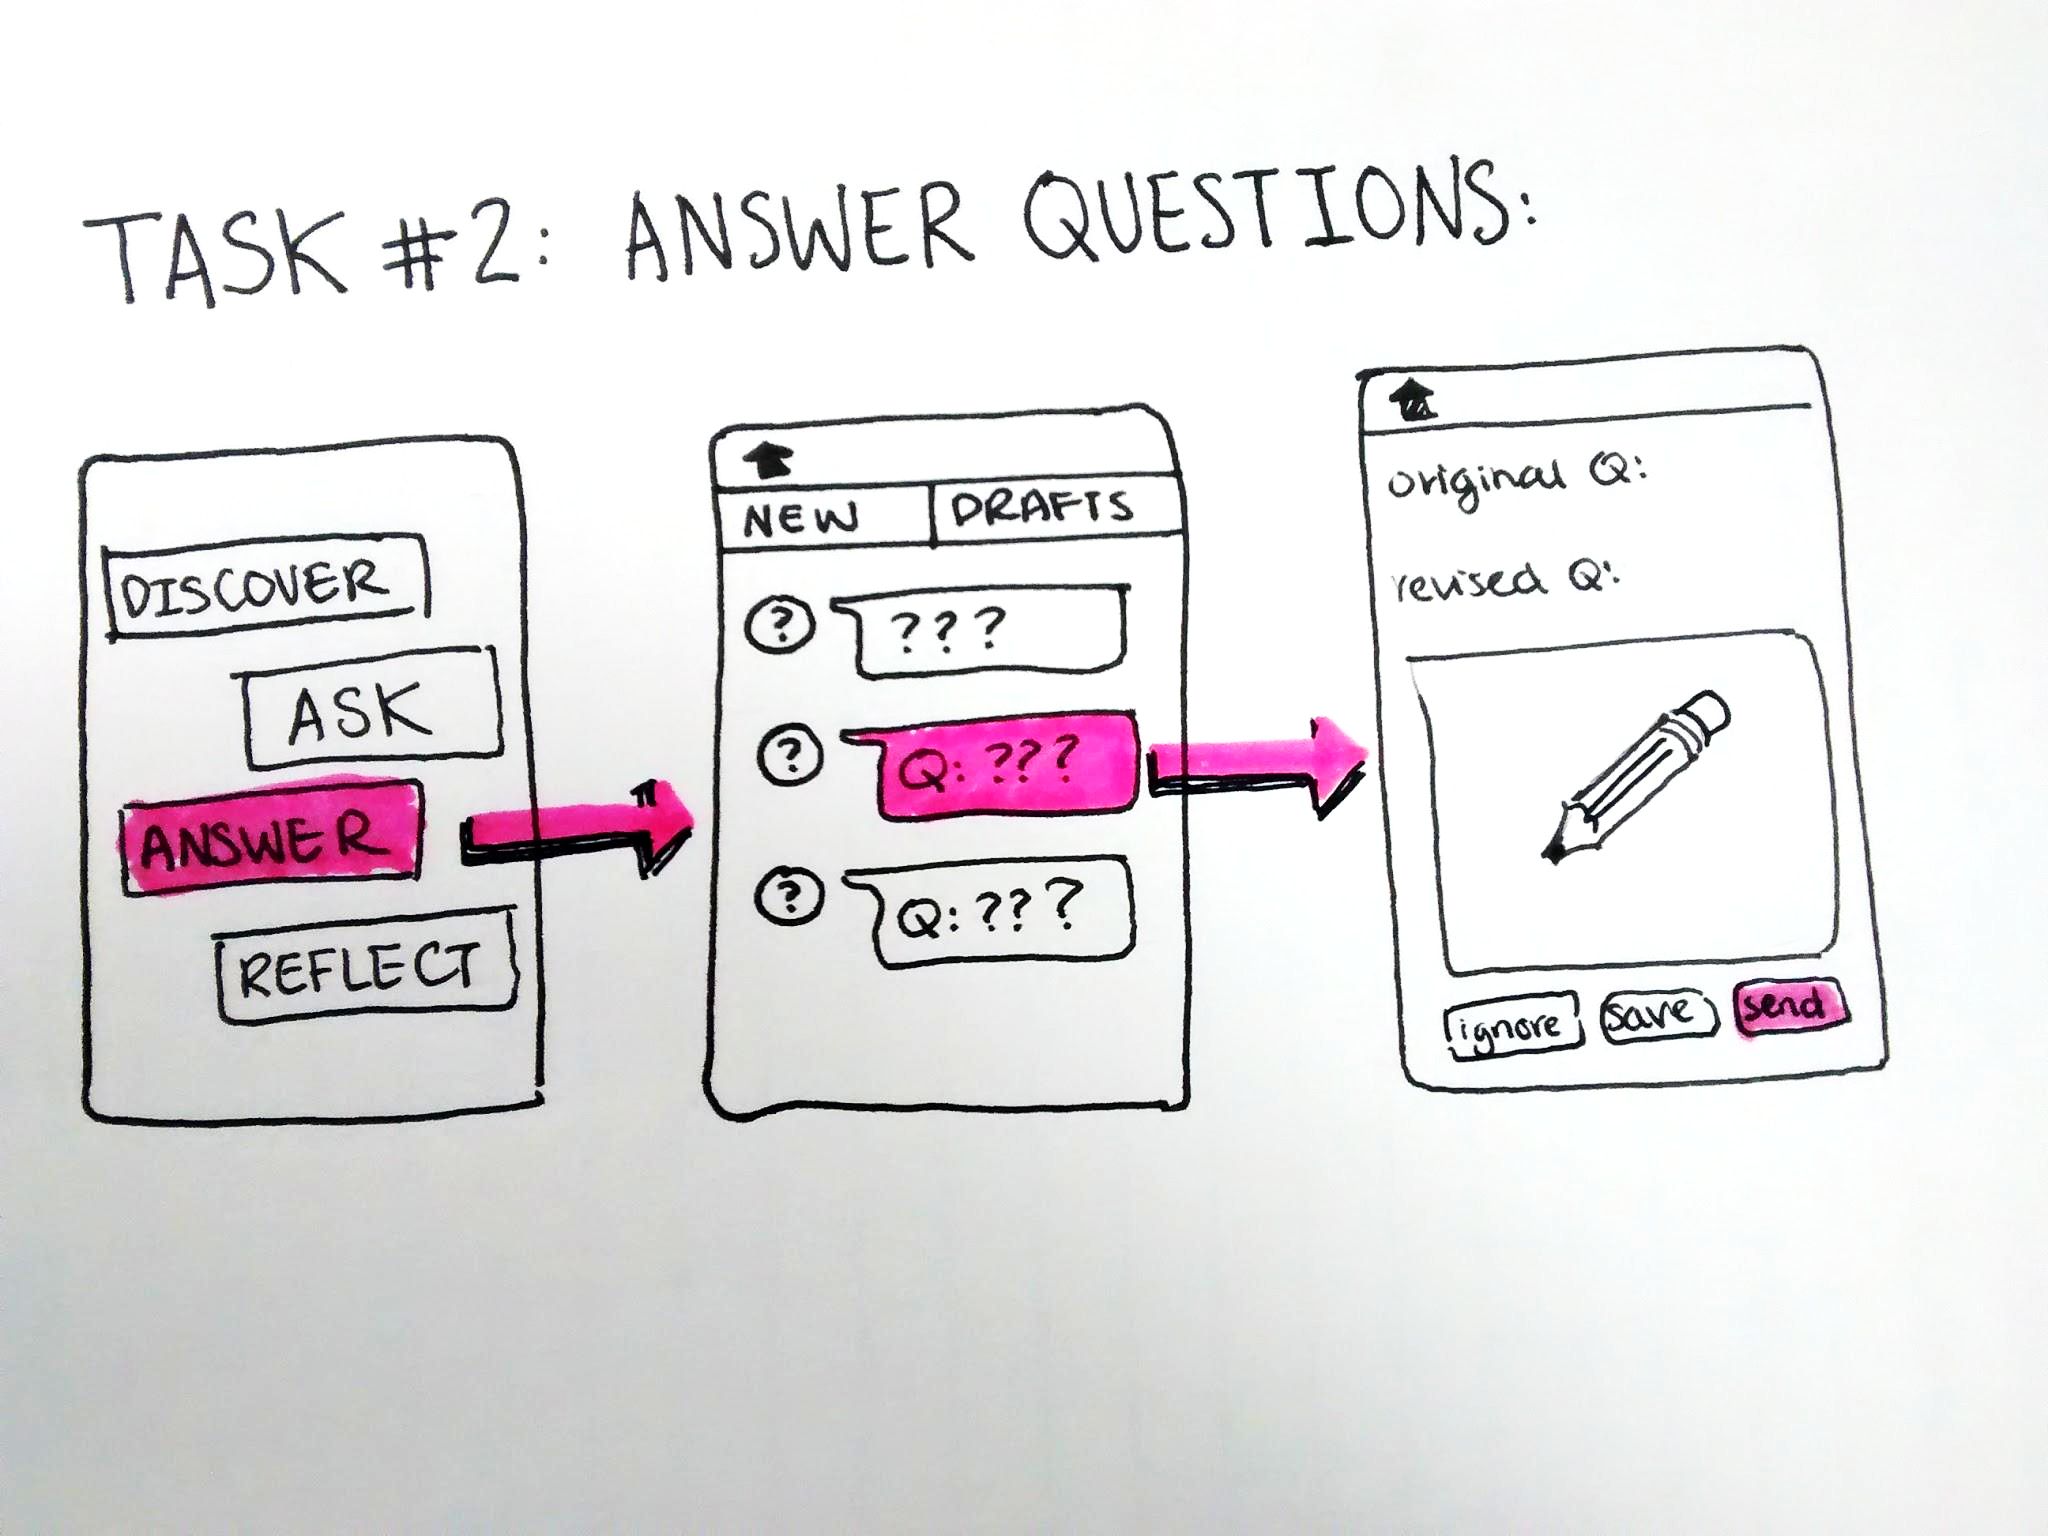 TASK #2: ANSWER QUESTIONS:
DISCOVER
ASK
ANSWER
REFLECT
NEW DRAFTS
? ???
? Q: ???
? Q: ???
original Q:
revised Q:
ignore save send